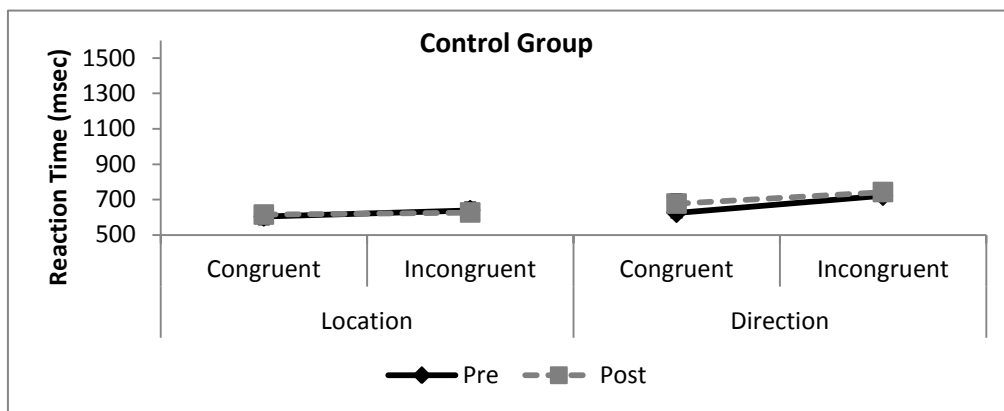 Control Group
Reaction Time (msec)
1500
1300
1100
900
700
500
Congruent Incongruent Congruent Incongruent
Location Direction
Pre Post